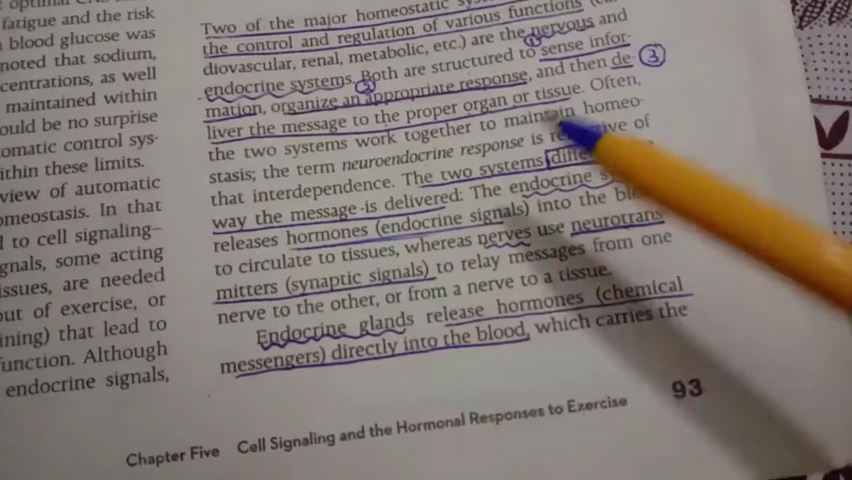 fatigue and the risk
blood glucose was
noted that sodium,
centrations, as well
maintained within
ould be no surprise
omatic control sys-
ithin these limits.
view of automatic
omeostasis. In that
d to cell signaling—
gnals, some acting
issues, are needed
out of exercise, or
ining) that lead to
function. Although
endocrine signals,
Two of the major homeostatic
the control and regulation of various functions
diovascular, renal, metabolic, etc.) are the nervous and
endocrine systems. Both are structured to sense infor-
mation, organize an appropriate response, and then de-
3
liver the message to the proper organ or tissue. Often,
the two systems work together to maintain homeo-
stasis; the term neuroendocrine response is of
that interdependence. The two systems
way the message is delivered: The endocrine
releases hormones (endocrine signals) into the
to circulate to tissues, whereas nerves use neurotrans
mitters (synaptic signals) to relay messages from one
nerve to the other, or from a nerve to a tissue.
Endocrine glands release hormones (chemical
messengers) directly into the blood, which carries the
Chapter Five Cell Signaling and the Hormonal Responses to Exercise 93